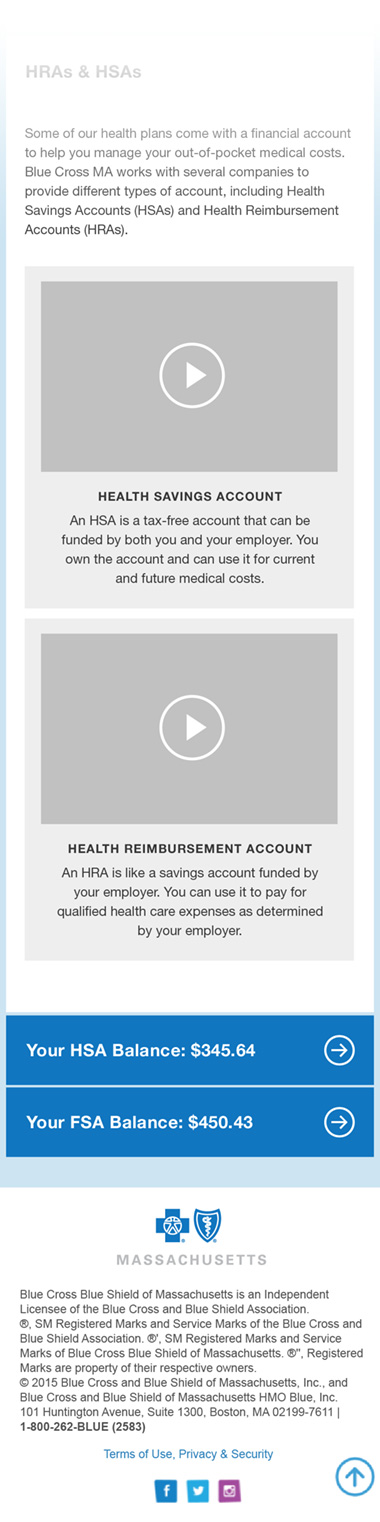 HRAs & HSAs
Some of our health plans come with a financial account
to help you manage your out-of-pocket medical costs.
Blue Cross MA works with several companies to
provide different types of account, including Health
Savings Accounts (HSAs) and Health Reimbursement
Accounts (HRAs).
HEALTH SAVINGS ACCOUNT
An HSA is a tax-free account that can be
funded by both you and your employer. You
own the account and can use it for current
and future medical costs.
HEALTH REIMBURSEMENT ACCOUNT
An HRA is like a savings account funded by
your employer. You can use it to pay for
qualified health care expenses as determined
by your employer.
Your HSA Balance: $345.64
Your FSA Balance: $450.43
MASSACHUSETTS
Blue Cross Blue Shield of Massachusetts is an Independent
Licensee of the Blue Cross and Blue Shield Association.
®, SM Registered Marks and Service Marks of the Blue Cross and
Blue Shield Association. ®', SM Registered Marks and Service
Marks of Blue Cross Blue Shield of Massachusetts. ®", Registered
Marks are property of their respective owners.
© 2015 Blue Cross and Blue Shield of Massachusetts, Inc., and
Blue Cross and Blue Shield of Massachusetts HMO Blue, Inc.
101 Huntington Avenue, Suite 1300, Boston, MA 02199-7611 |
1-800-262-BLUE (2583)
Terms of Use, Privacy & Security